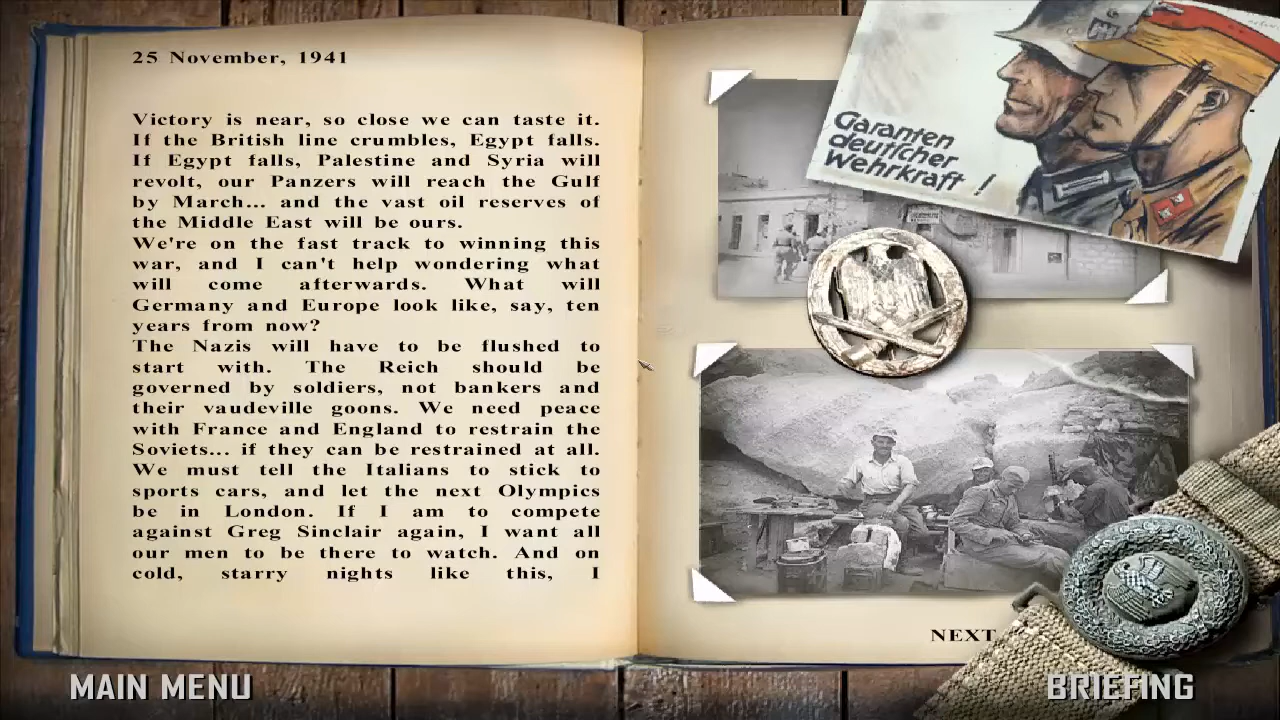 25 November, 1941
Victory is near, so close we can taste it.
If the British line crumbles, Egypt falls.
If Egypt falls, Palestine and Syria will
revolt, our Panzers will reach the Gulf
by March... and the vast oil reserves of
the Middle East will be ours.
We're on the fast track to winning this
war, and I can't help wondering what
will come afterwards. What will
Germany and Europe look like, say, ten
years from now?
The Nazis will have to be flushed to
start with. The Reich should be
governed by soldiers, not bankers and
their vaudeville goons. We need peace
with France and England to restrain the
Soviets... if they can be restrained at all.
We must tell the Italians to stick to
sports cars, and let the next Olympics
be in London. If I am to compete
against Greg Sinclair again, I want all
our men to be there to watch. And on
cold, starry nights like this, I
Garanten
deutscher
Wehrkraft !
NEXT
MAIN MENU
BRIEFING